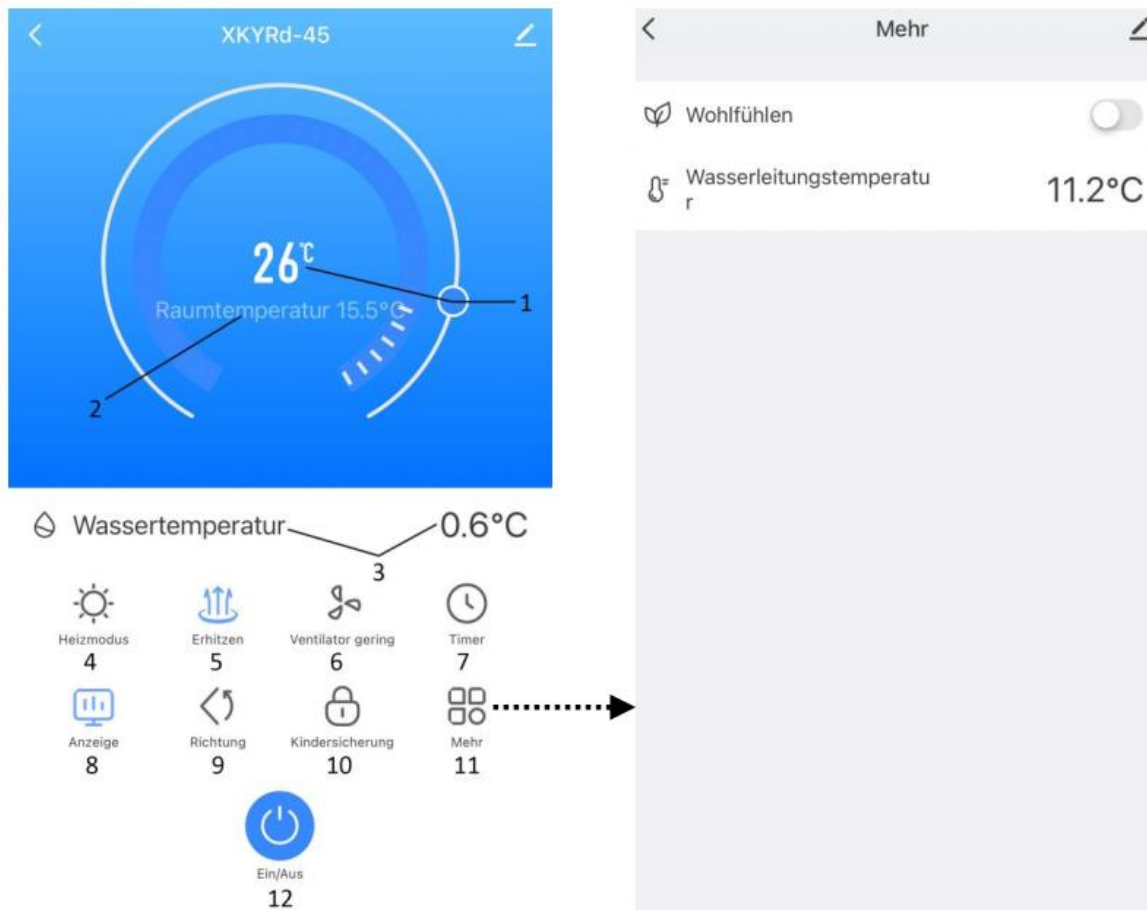 XKYRd-45
26°C
Raumtemperatur 15.5°C
1
2
Wassertemperatur 0.6°C
3
Heizmodus Erhitzen Ventilator gering Timer
4 5 6 7
Anzeige Richtung Kindersicherung Mehr
8 9 10 11
Ein/Aus
12
Mehr
Wohlfühlen
Wasserleitungstemperatu
r
11.2°C